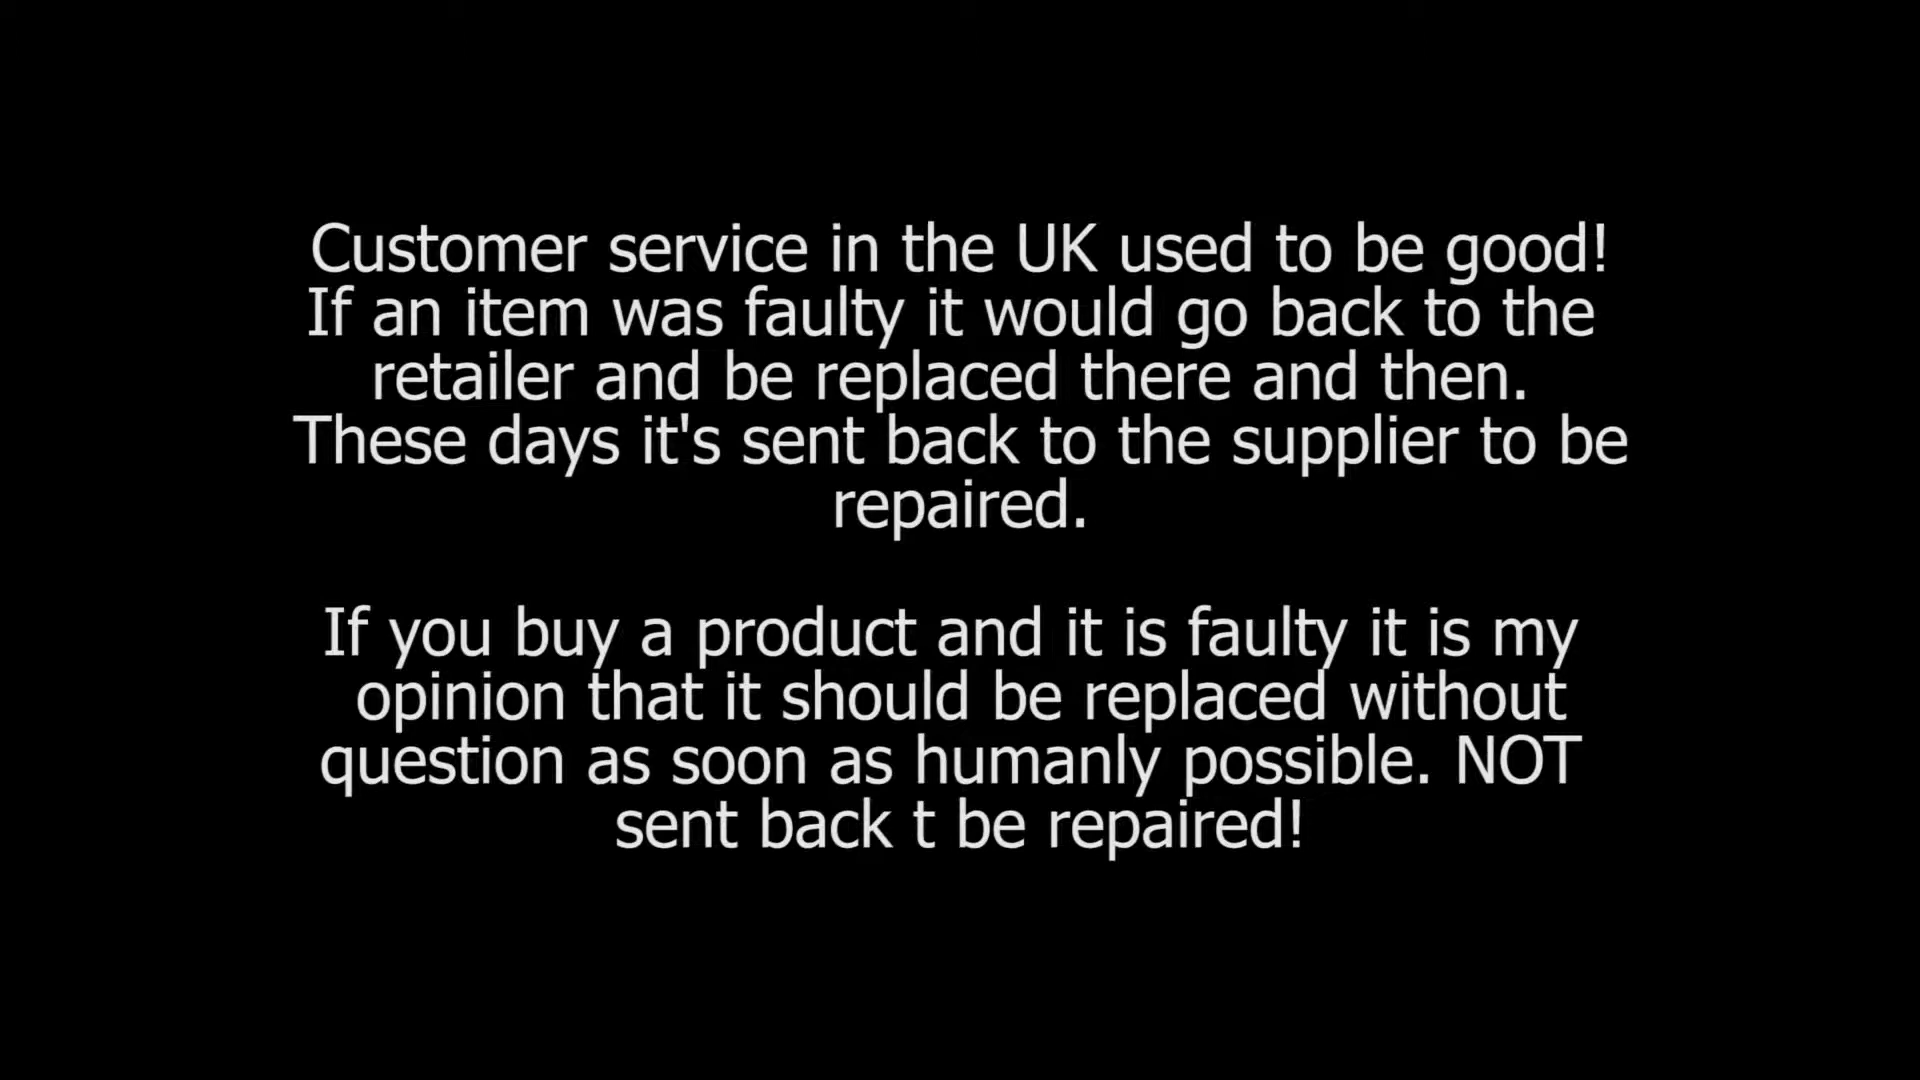 Customer service in the UK used to be good!
If an item was faulty it would go back to the
retailer and be replaced there and then.
These days it's sent back to the supplier to be
repaired.
If you buy a product and it is faulty it is my
opinion that it should be replaced without
question as soon as humanly possible. NOT
sent back t be repaired!